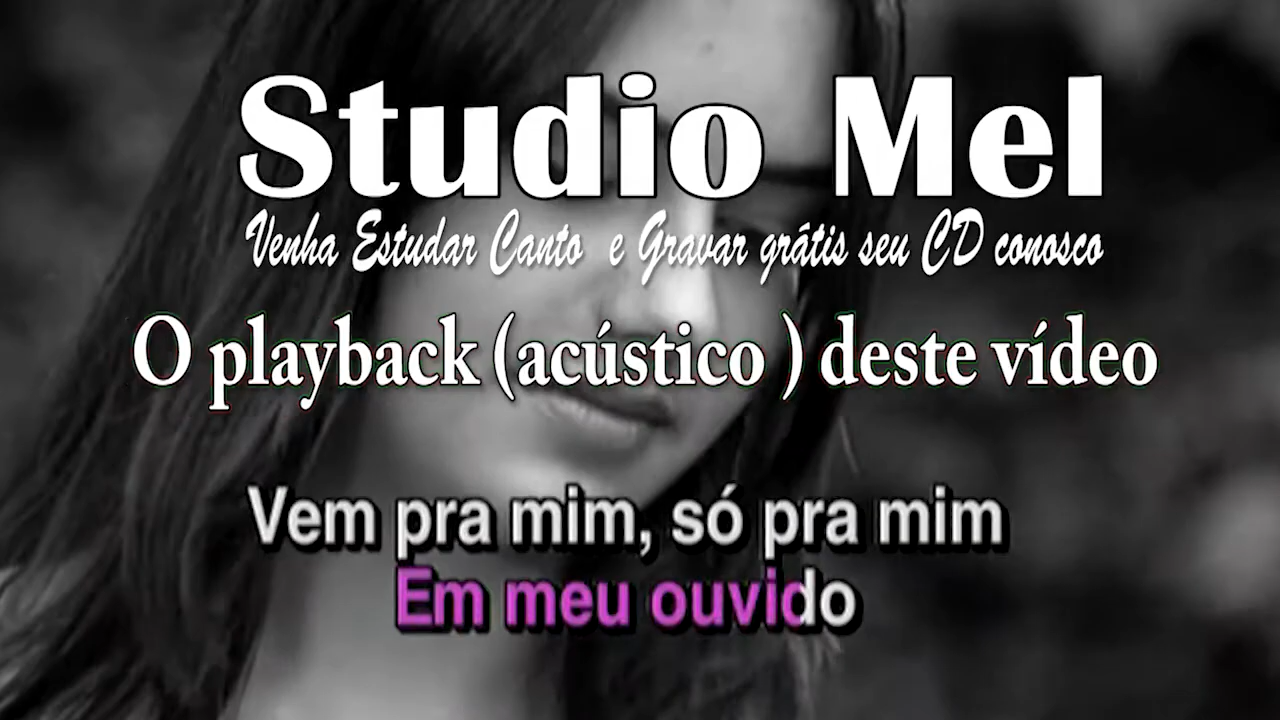 Studio Mel
Venha Estudar Canto e Gravar grátis seu CD conosco
O playback (acústico ) deste vídeo
Vem pra mim, só pra mim
Em meu ouvido